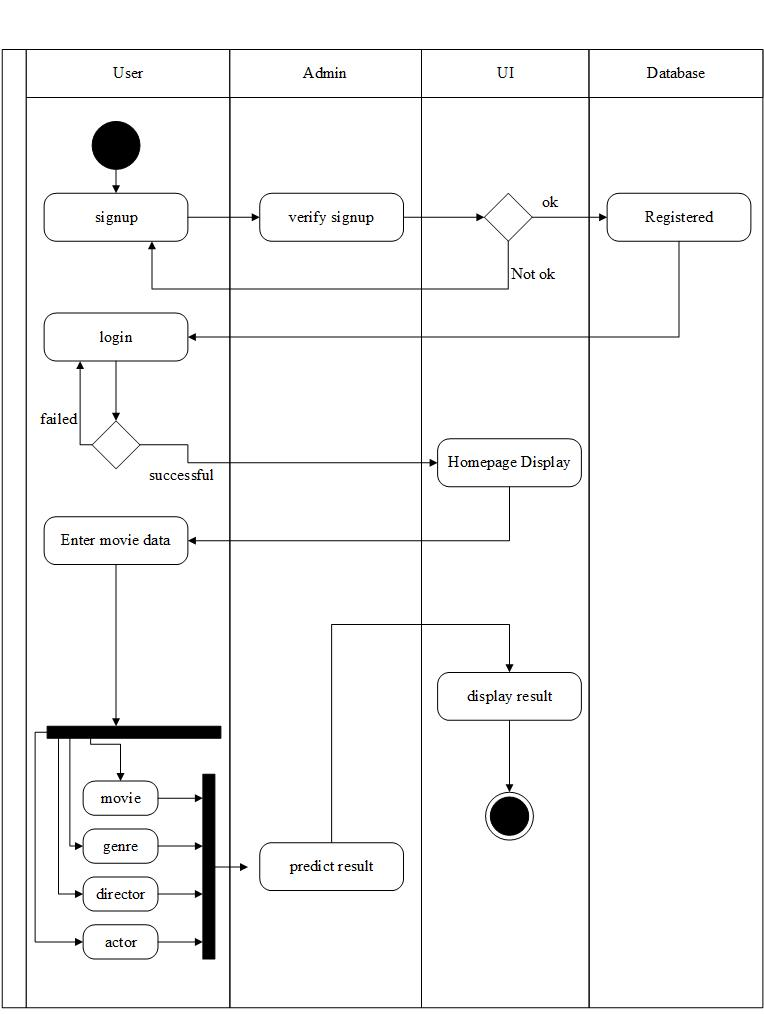 User
Admin
UI
Database
signup
verify signup
ok
Registered
Not ok
login
failed
successful
Homepage Display
Enter movie data
display result
movie
genre
predict result
director
actor